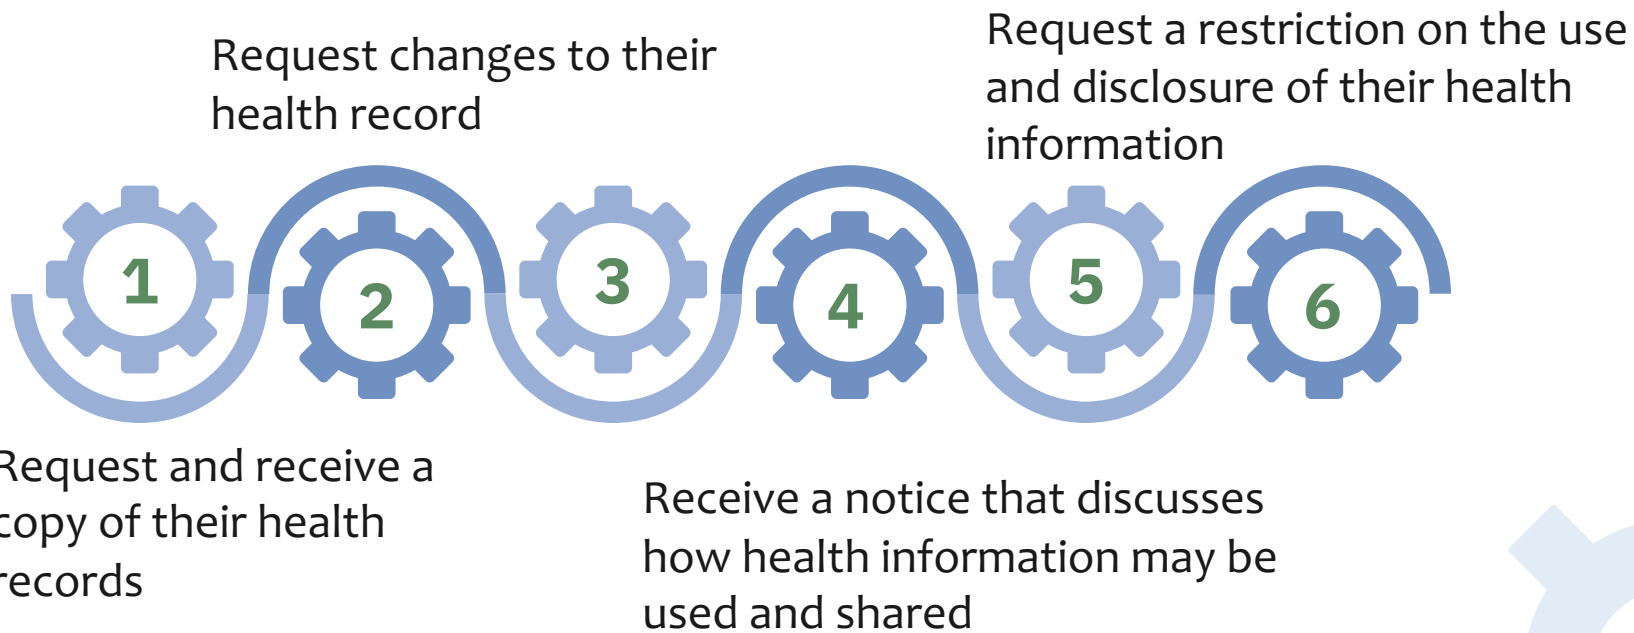 Request changes to their
health record
Request a restriction on the use
and disclosure of their health
information
1
2
3
4
5
6
Request and receive a
copy of their health
records
Receive a notice that discusses
how health information may be
used and shared